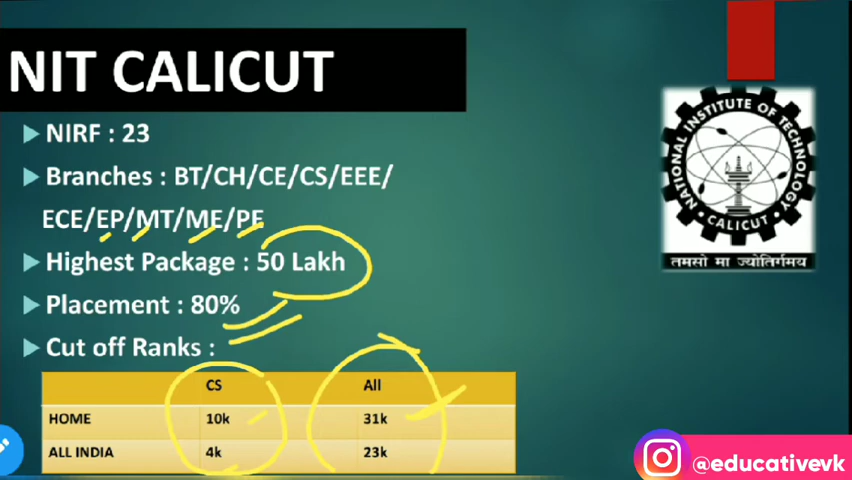 NIT CALICUT
NIRF : 23
Branches : BT/CH/CE/CS/EEE/
ECE/EP/MT/ME/PE
Highest Package : 50 Lakh
Placement : 80%
Cut off Ranks :
CS All
HOME 10k 31k
ALL INDIA 4k 23k
NATIONAL INSTITUTE OF TECHNOLOGY
CALICUT
तमसो मा ज्योतिर्गमय
@educativevk